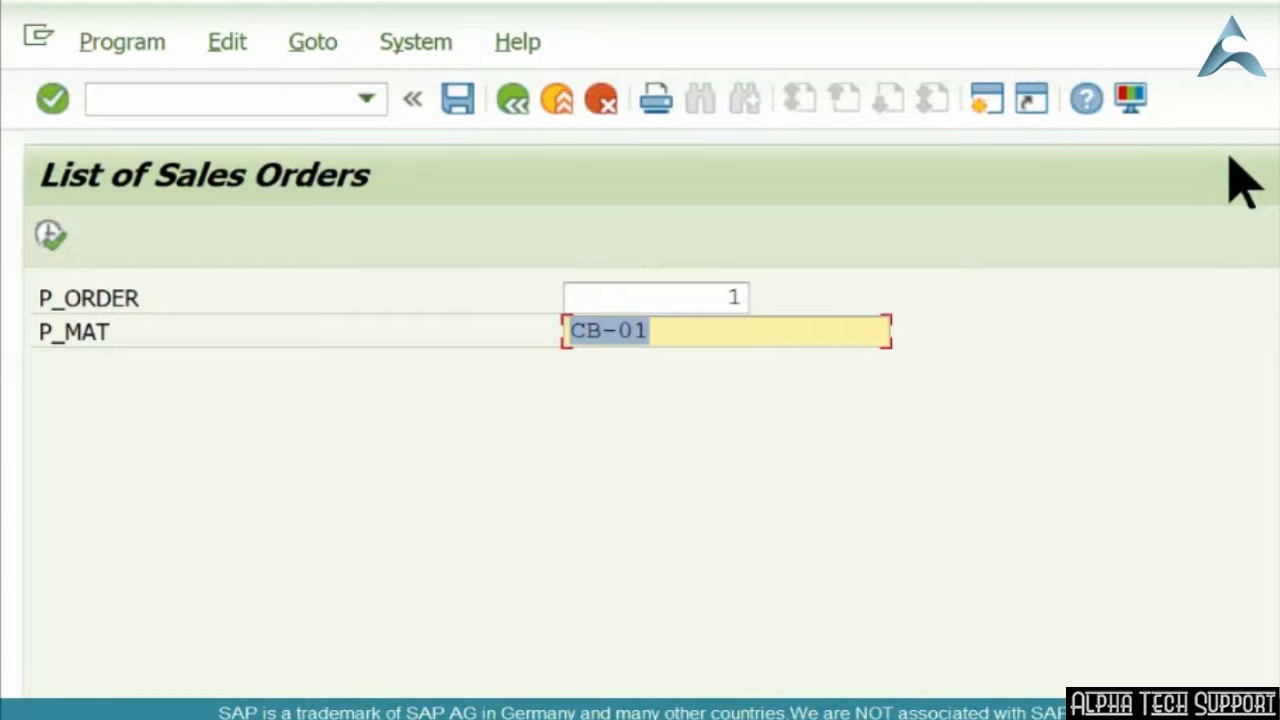 Program Edit Goto System Help
List of Sales Orders
P_ORDER 1
P_MAT CB-01
SAP is a trademark of SAP AG in Germany and many other countries.We are NOT associated with SAP
ALPHA TECH SUPPORT